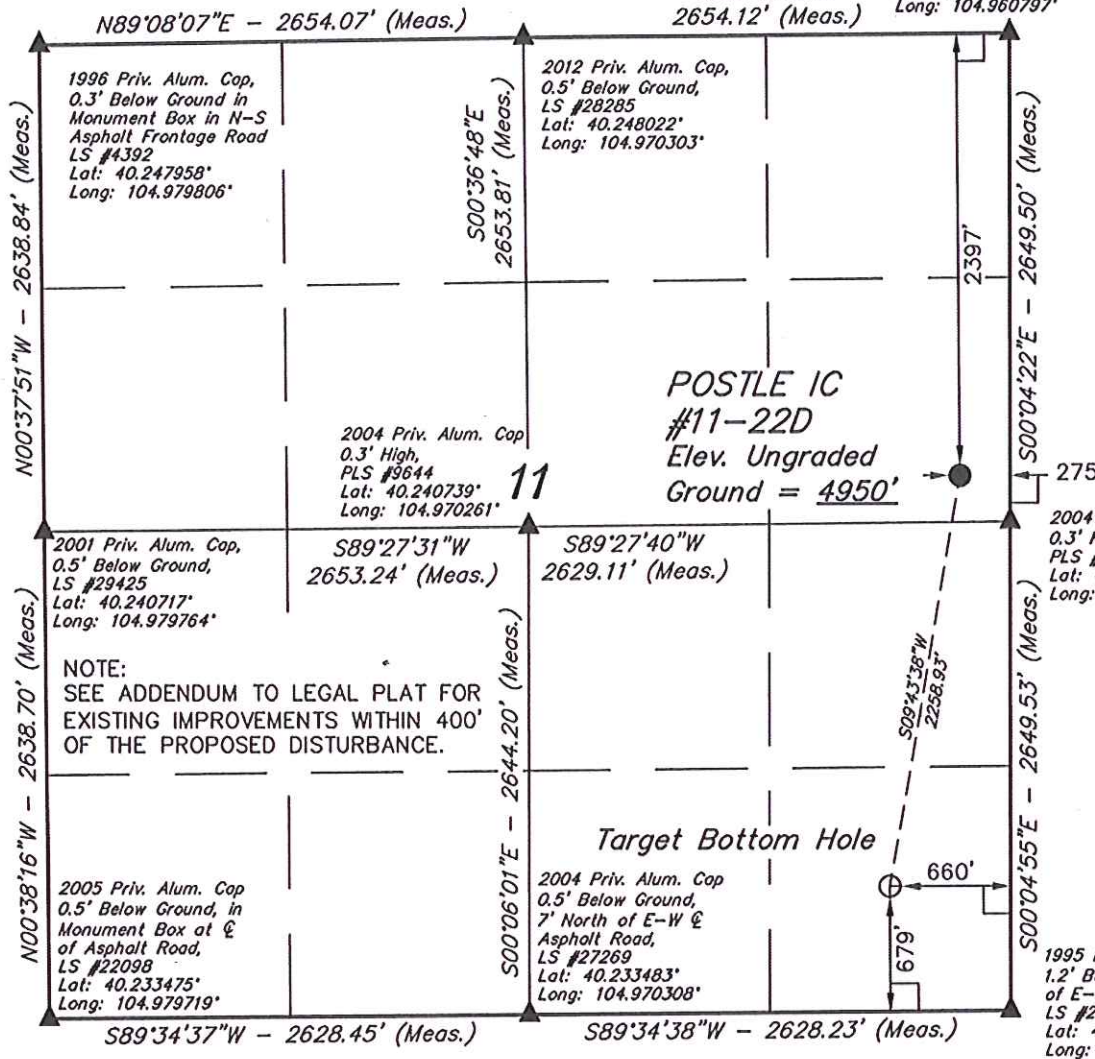 N89°08'07"E - 2654.07' (Meas.)
2654.12' (Meas.)
Long: 104.960797°
1996 Priv. Alum. Cap,
0.3' Below Ground in
Monument Box in N-S
Asphalt Frontage Road
LS #4392
Lat: 40.247958°
Long: 104.979806°
2012 Priv. Alum. Cap,
0.5' Below Ground,
LS #28285
Lat: 40.248022°
Long: 104.970303°
N00°37'51"W - 2638.84' (Meas.)
S00°36'48"E
2653.81' (Meas.)
2397'
S00°04'22"E - 2649.50' (Meas.)
POSTLE IC
#11-22D
Elev. Ungraded
Ground = 4950'
275
2004 Priv. Alum. Cap
0.3' High,
PLS #9644
Lat: 40.240739°
Long: 104.970261°
11
2001 Priv. Alum. Cap,
0.5' Below Ground,
LS #29425
Lat: 40.240717°
Long: 104.979764°
S89°27'31"W
2653.24' (Meas.)
S89°27'40"W
2629.11' (Meas.)
2004
0.3'
PLS
Lat:
Long:
N00°38'16"W - 2638.70' (Meas.)
NOTE:
SEE ADDENDUM TO LEGAL PLAT FOR
EXISTING IMPROVEMENTS WITHIN 400'
OF THE PROPOSED DISTURBANCE.
S00°06'01"E - 2644.20' (Meas.)
S09°43'38"W
2258.93'
S00°04'55"E - 2649.53' (Meas.)
Target Bottom Hole
660'
679'
2005 Priv. Alum. Cap
0.5' Below Ground, in
Monument Box at ℄
of Asphalt Road,
LS #22098
Lat: 40.233475°
Long: 104.979719°
2004 Priv. Alum. Cap
0.5' Below Ground,
7' North of E-W ℄
Asphalt Road,
LS #27269
Lat: 40.233483°
Long: 104.970308°
1995
1.2'
of E-
LS #2
Lat:
Long:
S89°34'37"W - 2628.45' (Meas.)
S89°34'38"W - 2628.23' (Meas.)